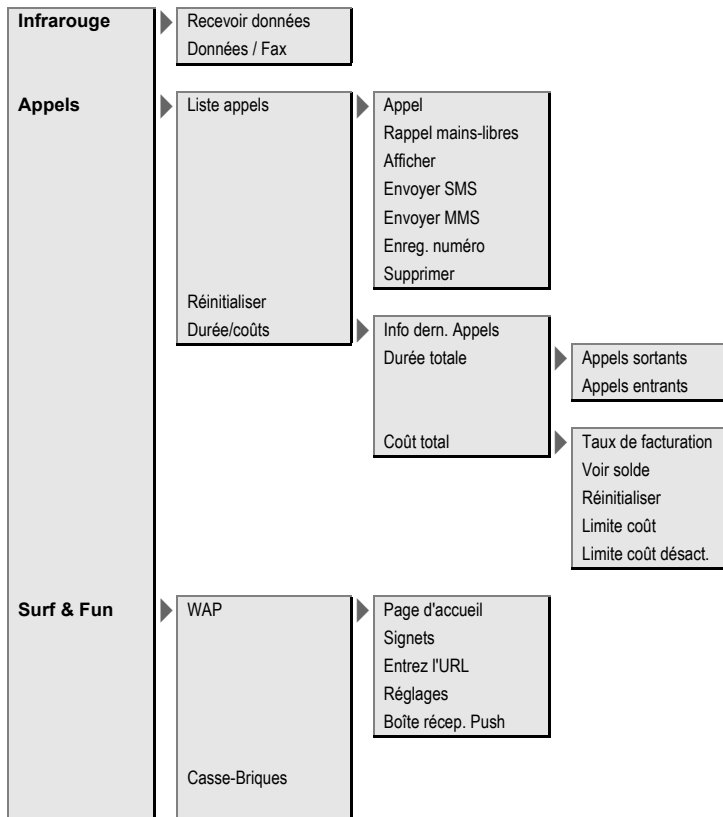 Infrarouge
Recevoir données
Données / Fax
Appels
Liste appels
Appel
Rappel mains-libres
Afficher
Envoyer SMS
Envoyer MMS
Enreg. numéro
Supprimer
Réinitialiser
Durée/coûts
Info dern. Appels
Durée totale
Appels sortants
Appels entrants
Coût total
Taux de facturation
Voir solde
Réinitialiser
Limite coût
Limite coût désact.
Surf & Fun
WAP
Page d'accueil
Signets
Entrez l'URL
Réglages
Boîte récep. Push
Casse-Briques